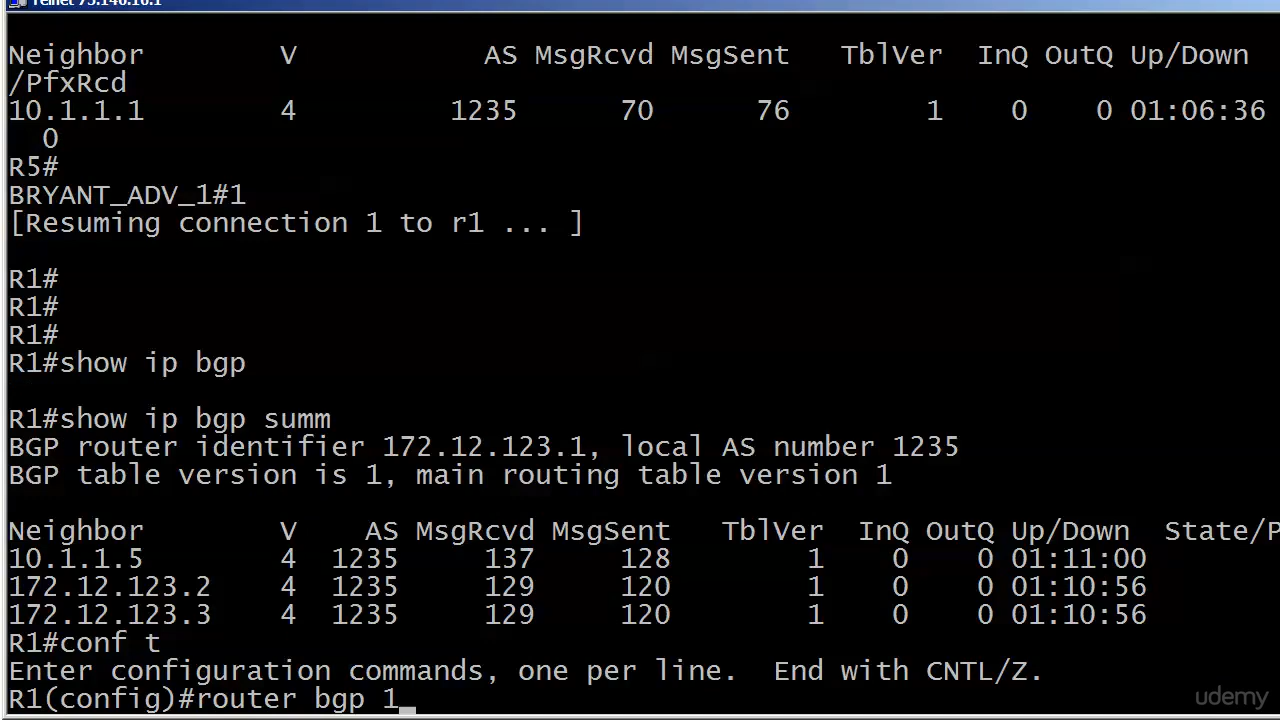 Telnet 75.146.16.1
Neighbor V AS MsgRcvd MsgSent TblVer InQ OutQ Up/Down
/PfxRcd
10.1.1.1 4 1235 70 76 1 0 0 01:06:36
0
R5#
BRYANT_ADV_1#1
[Resuming connection 1 to r1 ... ]
R1#
R1#
R1#
R1#show ip bgp
R1#show ip bgp summ
BGP router identifier 172.12.123.1, local AS number 1235
BGP table version is 1, main routing table version 1
Neighbor V AS MsgRcvd MsgSent TblVer InQ OutQ Up/Down State/P
10.1.1.5 4 1235 137 128 1 0 0 01:11:00
172.12.123.2 4 1235 129 120 1 0 0 01:10:56
172.12.123.3 4 1235 129 120 1 0 0 01:10:56
R1#conf t
Enter configuration commands, one per line. End with CNTL/Z.
R1(config)#router bgp 1_
udemy